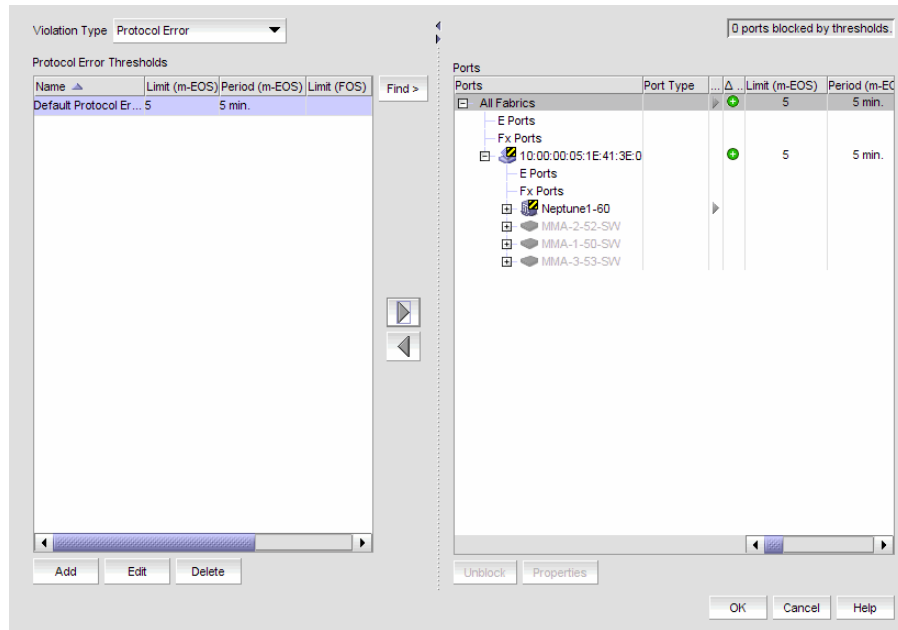 Violation Type Protocol Error
0 ports blocked by thresholds.
Protocol Error Thresholds
Name Limit (m-EOS) Period (m-EOS) Limit (FOS)
Default Protocol Er... 5 5 min.
Find >
Ports
Ports Port Type ... Δ .. Limit (m-EOS) Period (m-EO
All Fabrics 5 5 min.
E Ports
Fx Ports
10:00:00:05:1E:41:3E:0 5 5 min.
E Ports
Fx Ports
Neptune1-60
MMA-2-52-SW
MMA-1-50-SW
MMA-3-53-SW
Add Edit Delete
Unblock Properties
OK Cancel Help